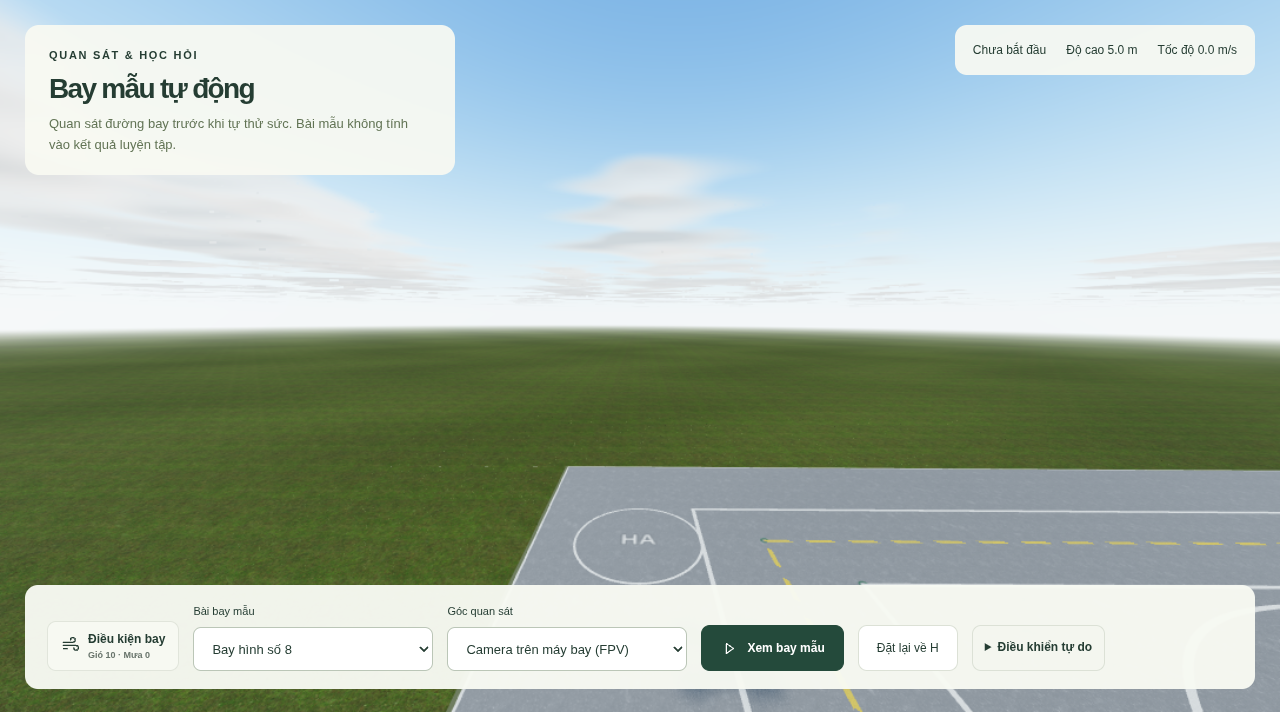 QUAN SÁT & HỌC HỎI
Bay mẫu tự động
Quan sát đường bay trước khi tự thử sức. Bài mẫu không tính
vào kết quả luyện tập.
Chưa bắt đầu Độ cao 5.0 m Tốc độ 0.0 m/s
HA
Điều kiện bay
Gió 10 · Mưa 0
Bài bay mẫu
Bay hình số 8
Góc quan sát
Camera trên máy bay (FPV)
Xem bay mẫu
Đặt lại về H
Điều khiển tự do